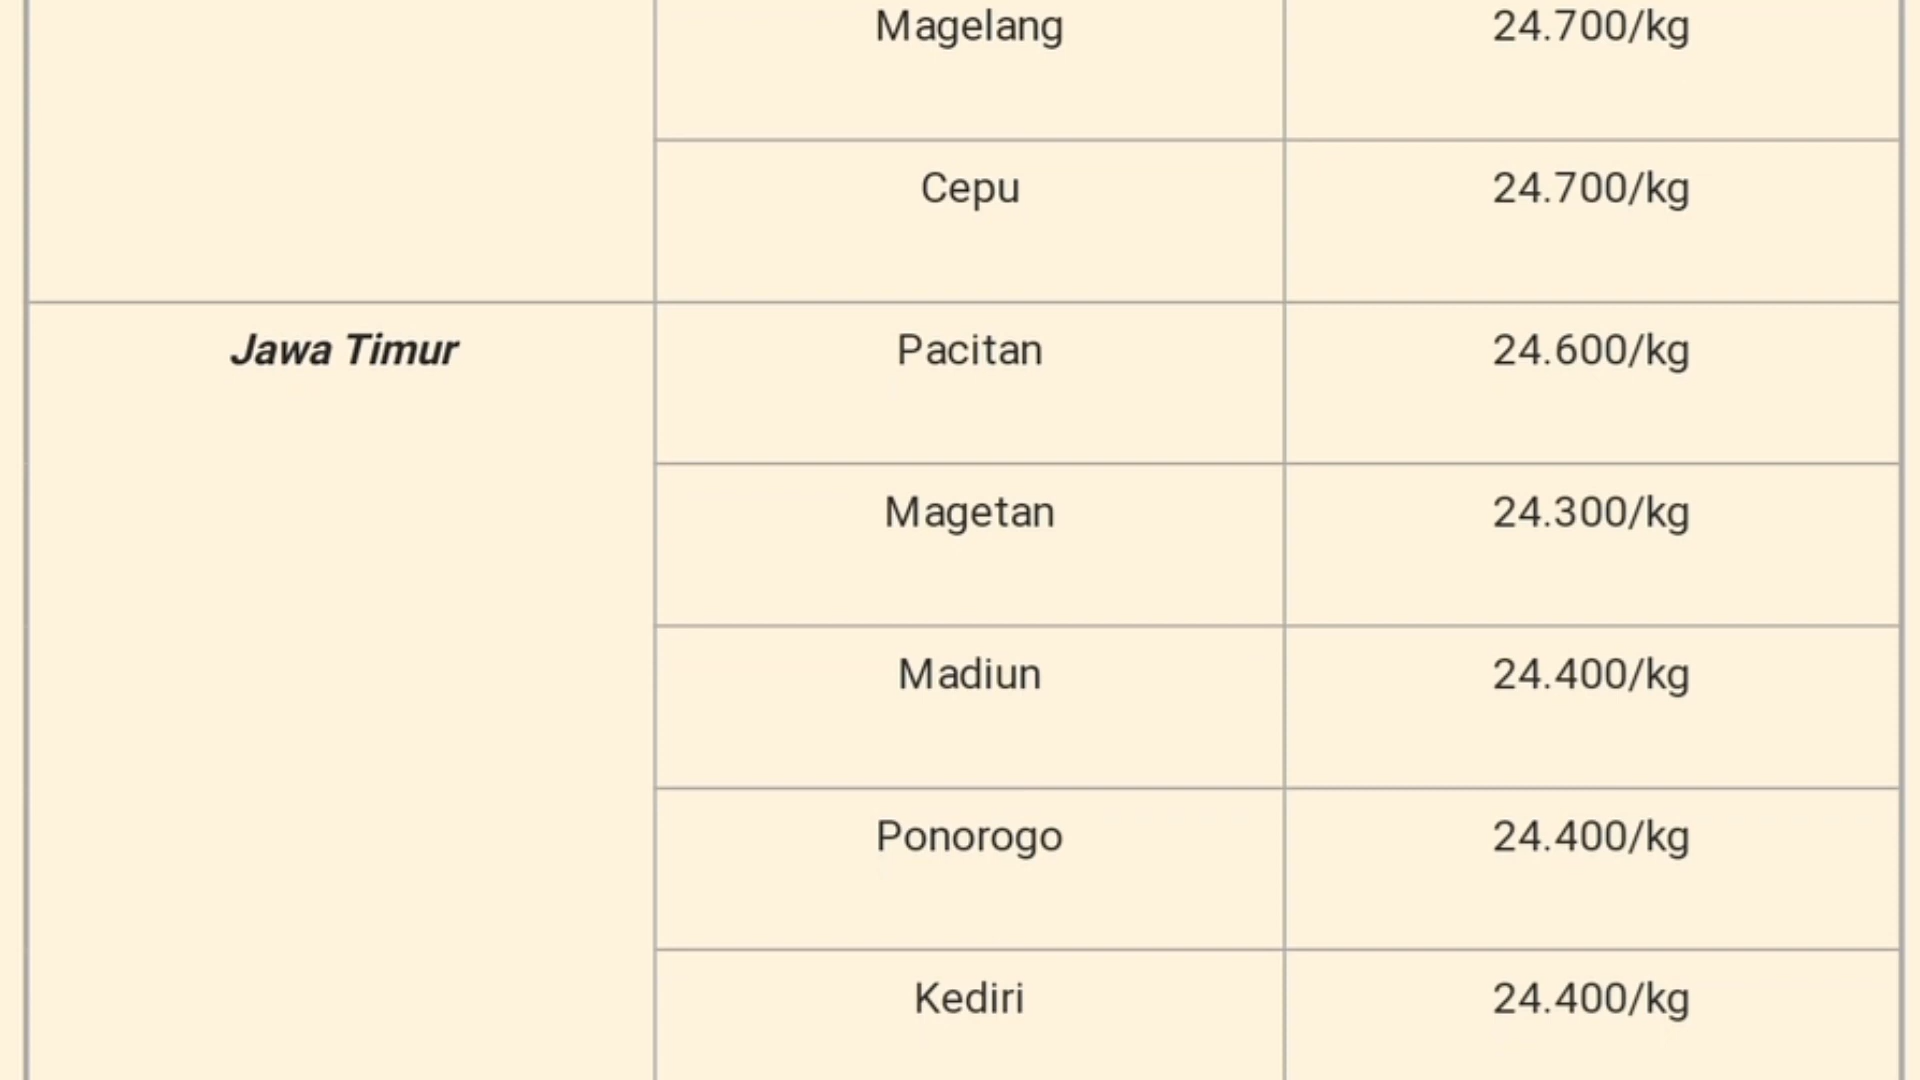 Magelang 24.700/kg
Cepu 24.700/kg
Jawa Timur Pacitan 24.600/kg
Magetan 24.300/kg
Madiun 24.400/kg
Ponorogo 24.400/kg
Kediri 24.400/kg